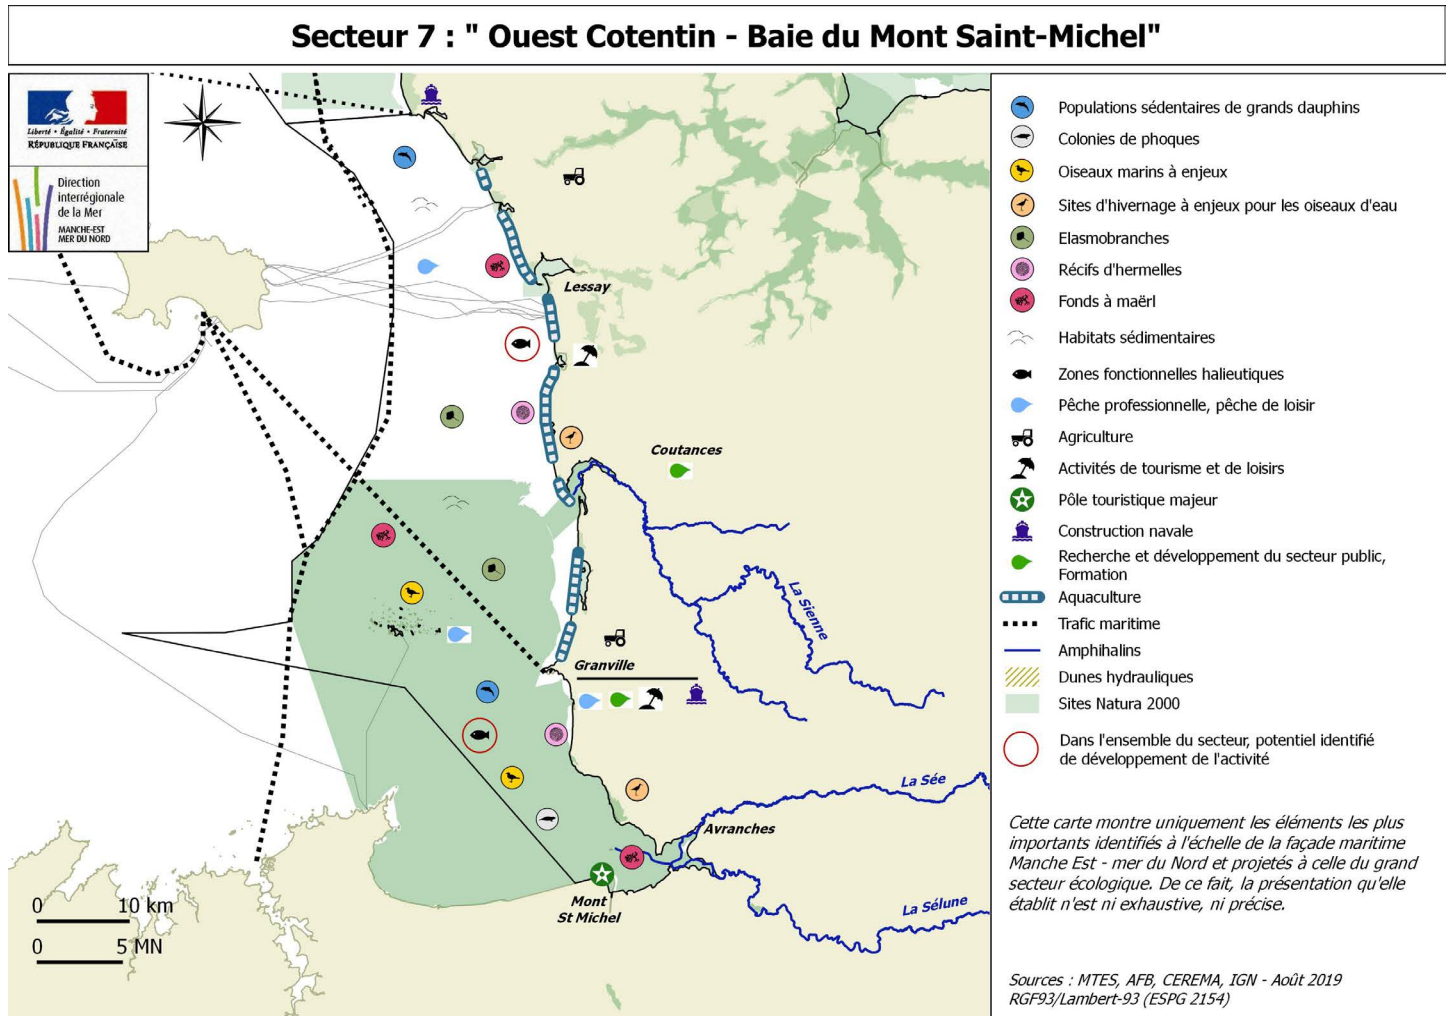 Secteur 7 : " Ouest Cotentin - Baie du Mont Saint-Michel"
Liberté • Égalité • Fraternité
RÉPUBLIQUE FRANÇAISE
Direction
interrégionale
de la Mer
MANCHE-EST
MER DU NORD
Lessay
Coutances
La Sienne
Granville
La Sée
Avranches
Mont
St Michel
La Sélune
0 10 km
0 5 MN
Populations sédentaires de grands dauphins
Colonies de phoques
Oiseaux marins à enjeux
Sites d'hivernage à enjeux pour les oiseaux d'eau
Elasmobranches
Récifs d'hermelles
Fonds à maërl
Habitats sédimentaires
Zones fonctionnelles halieutiques
Pêche professionnelle, pêche de loisir
Agriculture
Activités de tourisme et de loisirs
Pôle touristique majeur
Construction navale
Recherche et développement du secteur public,
Formation
Aquaculture
Trafic maritime
Amphihalins
Dunes hydrauliques
Sites Natura 2000
Dans l'ensemble du secteur, potentiel identifié
de développement de l'activité
Cette carte montre uniquement les éléments les plus
importants identifiés à l'échelle de la façade maritime
Manche Est - mer du Nord et projetés à celle du grand
secteur écologique. De ce fait, la présentation qu'elle
établit n'est ni exhaustive, ni précise.
Sources : MTES, AFB, CEREMA, IGN - Août 2019
RGF93/Lambert-93 (ESPG 2154)